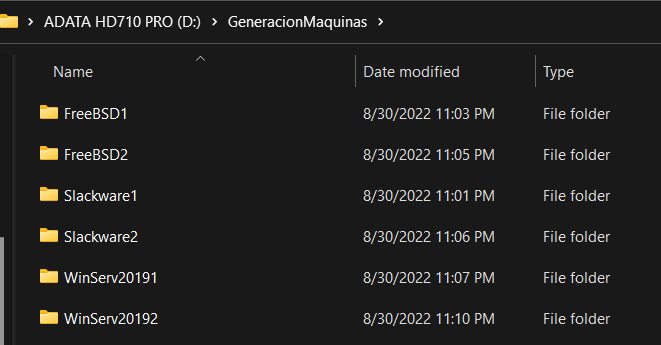 ADATA HD710 PRO (D:) > GeneracionMaquinas >
Name Date modified Type
FreeBSD1 8/30/2022 11:03 PM File folder
FreeBSD2 8/30/2022 11:05 PM File folder
Slackware1 8/30/2022 11:01 PM File folder
Slackware2 8/30/2022 11:06 PM File folder
WinServ20191 8/30/2022 11:07 PM File folder
WinServ20192 8/30/2022 11:10 PM File folder